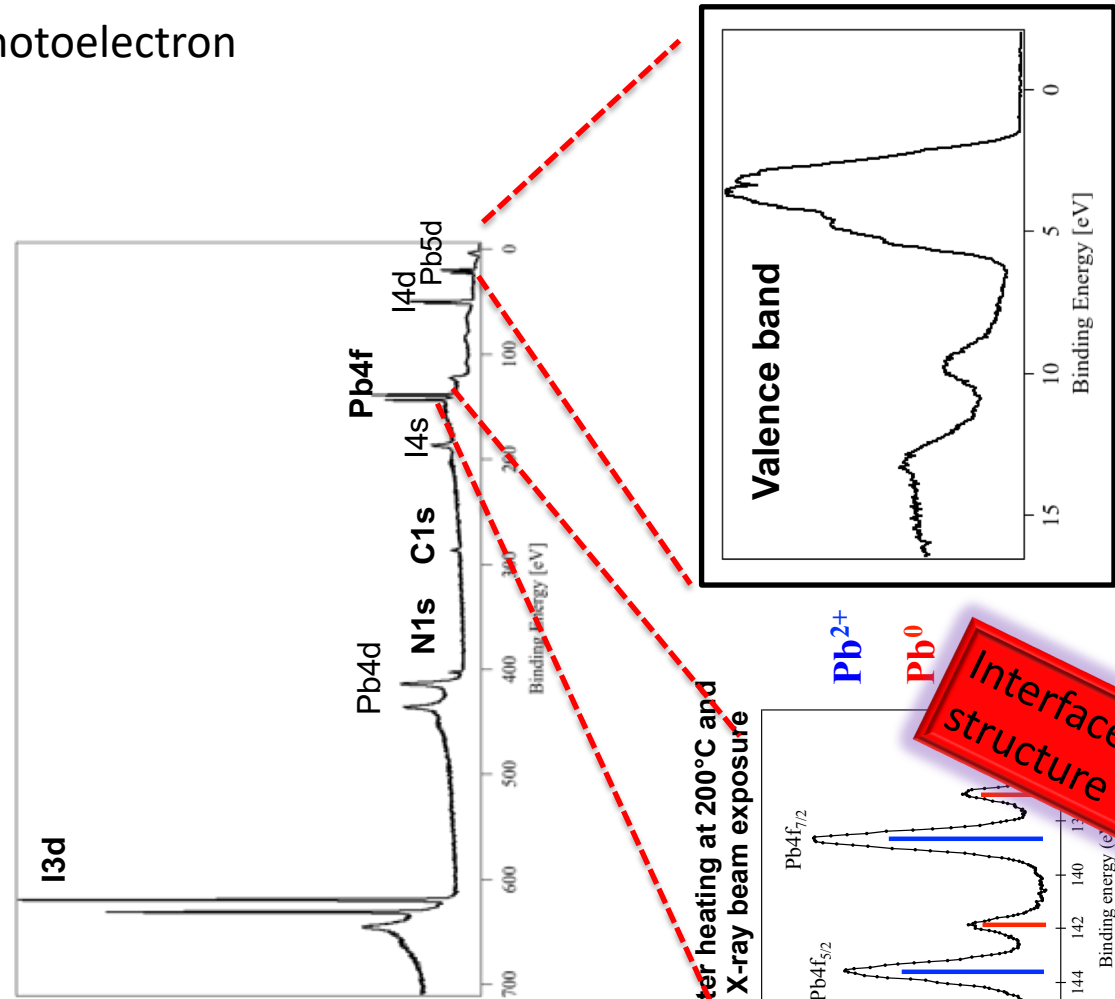 notoelectron
I3d
Pb4d
N1s C1s
I4s
Pb4f
I4d
Pb5d
700
600
500
400
300
200
100
0
Binding Energy [eV]
Valence band
15
10
5
0
Binding Energy [eV]
ter heating at 200°C and
X-ray beam exposure
Pb4f5/2
Pb4f7/2
144
142
140
Binding energy (e
Pb2+
Pb0
Interface
structure